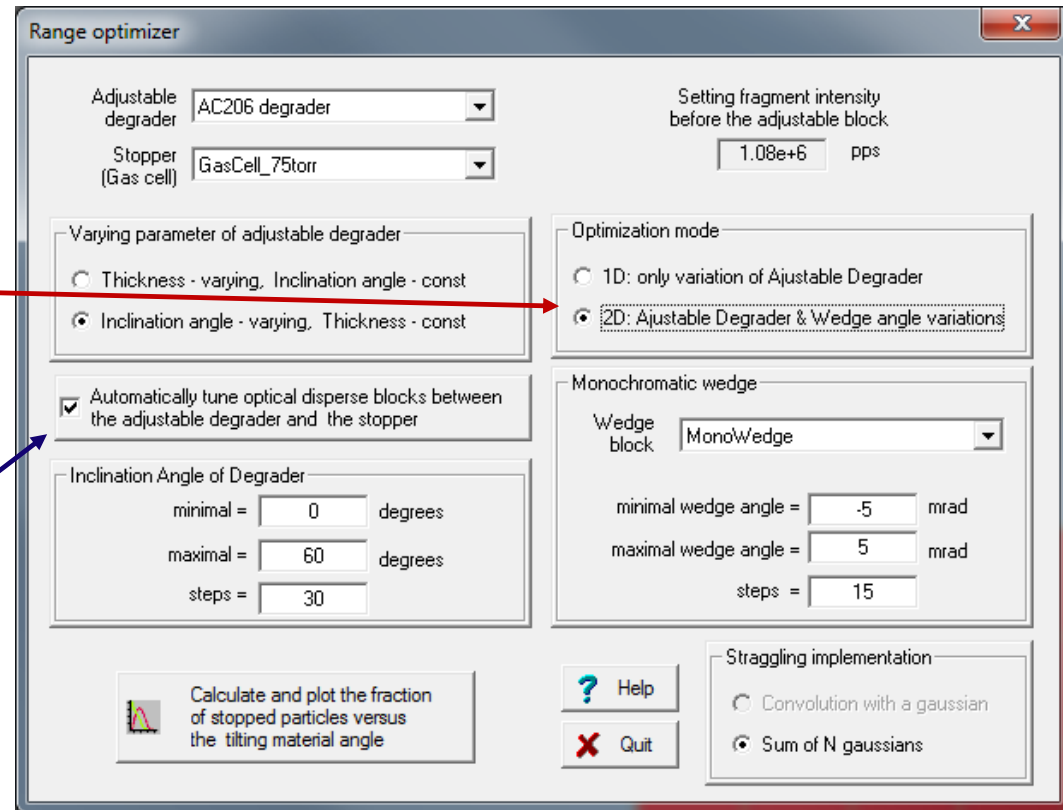 Range optimizer
x
Adjustable
degrader
AC206 degrader
Stopper
(Gas cell)
GasCell_75torr
Setting fragment intensity
before the adjustable block
1.08e+6 pps
Varying parameter of adjustable degrader
Thickness - varying, Inclination angle - const
Inclination angle - varying, Thickness - const
Optimization mode
1D: only variation of Ajustable Degrader
2D: Ajustable Degrader & Wedge angle variations
Automatically tune optical disperse blocks between
the adjustable degrader and the stopper
Monochromatic wedge
Wedge
block
MonoWedge
minimal wedge angle = -5 mrad
maximal wedge angle = 5 mrad
steps = 15
Inclination Angle of Degrader
minimal = 0 degrees
maximal = 60 degrees
steps = 30
Calculate and plot the fraction
of stopped particles versus
the tilting material angle
? Help
X Quit
Straggling implementation
Convolution with a gaussian
Sum of N gaussians